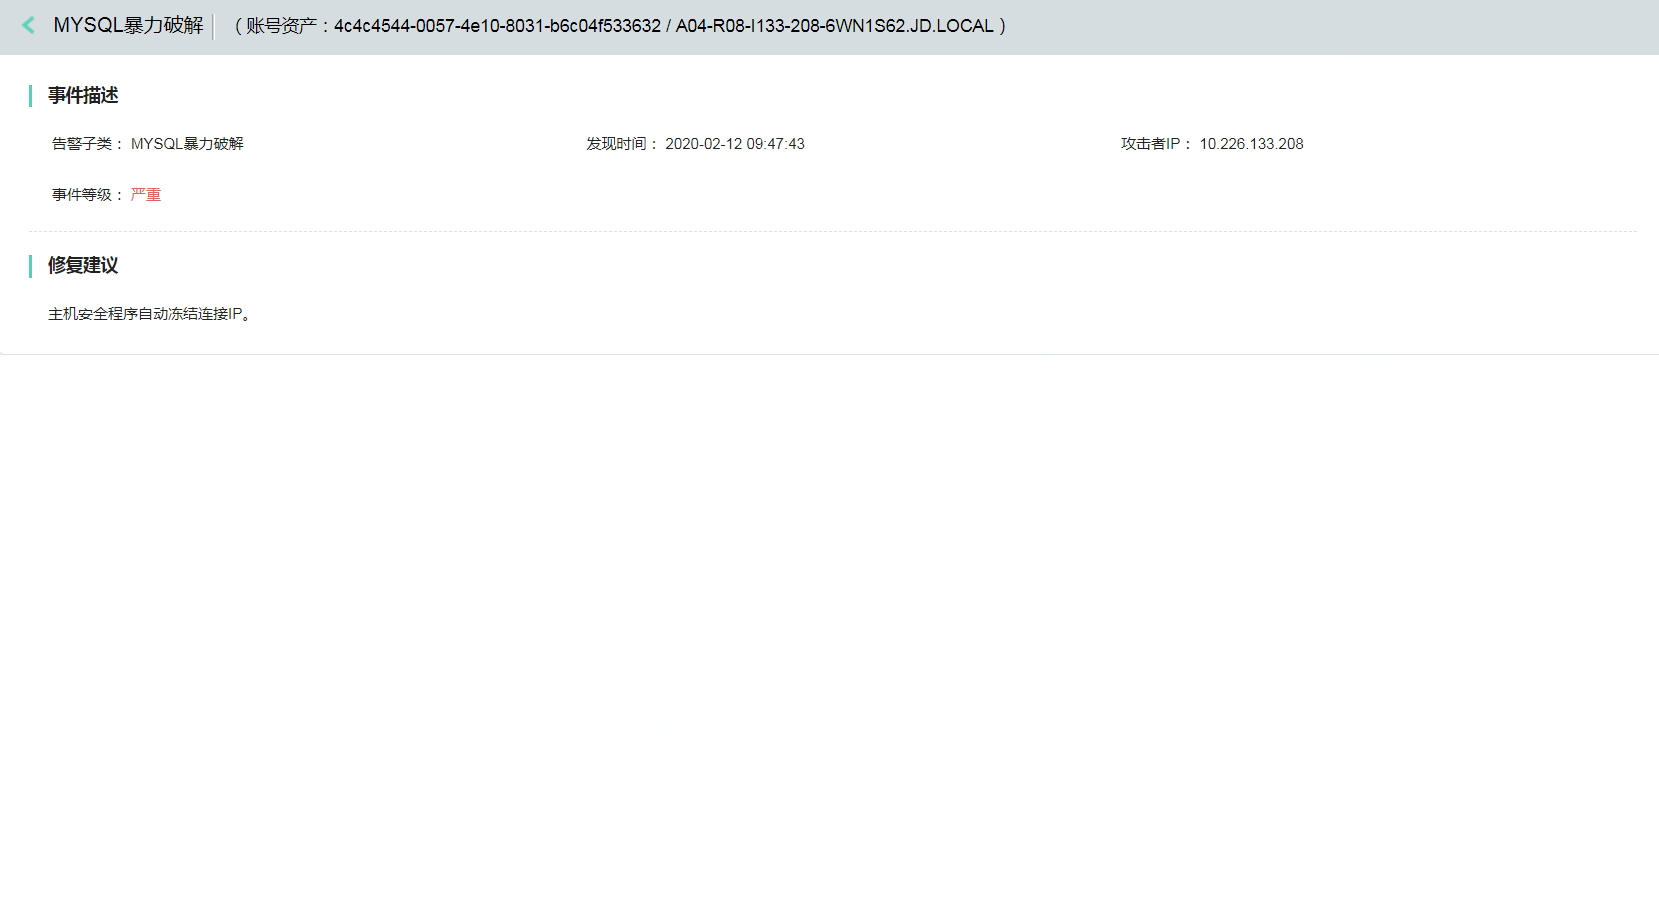 MYSQL暴力破解 （ 账号资产：4c4c4544-0057-4e10-8031-b6c04f533632 / A04-R08-I133-208-6WN1S62.JD.LOCAL ）
事件描述
告警子类： MYSQL暴力破解 发现时间： 2020-02-12 09:47:43 攻击者IP： 10.226.133.208
事件等级： 严重
修复建议
主机安全程序自动冻结连接IP。